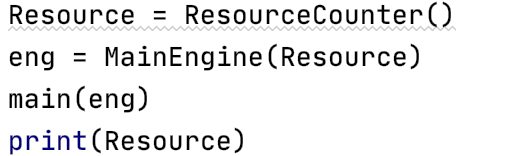 Resource = ResourceCounter()
eng = MainEngine(Resource)
main(eng)
print(Resource)